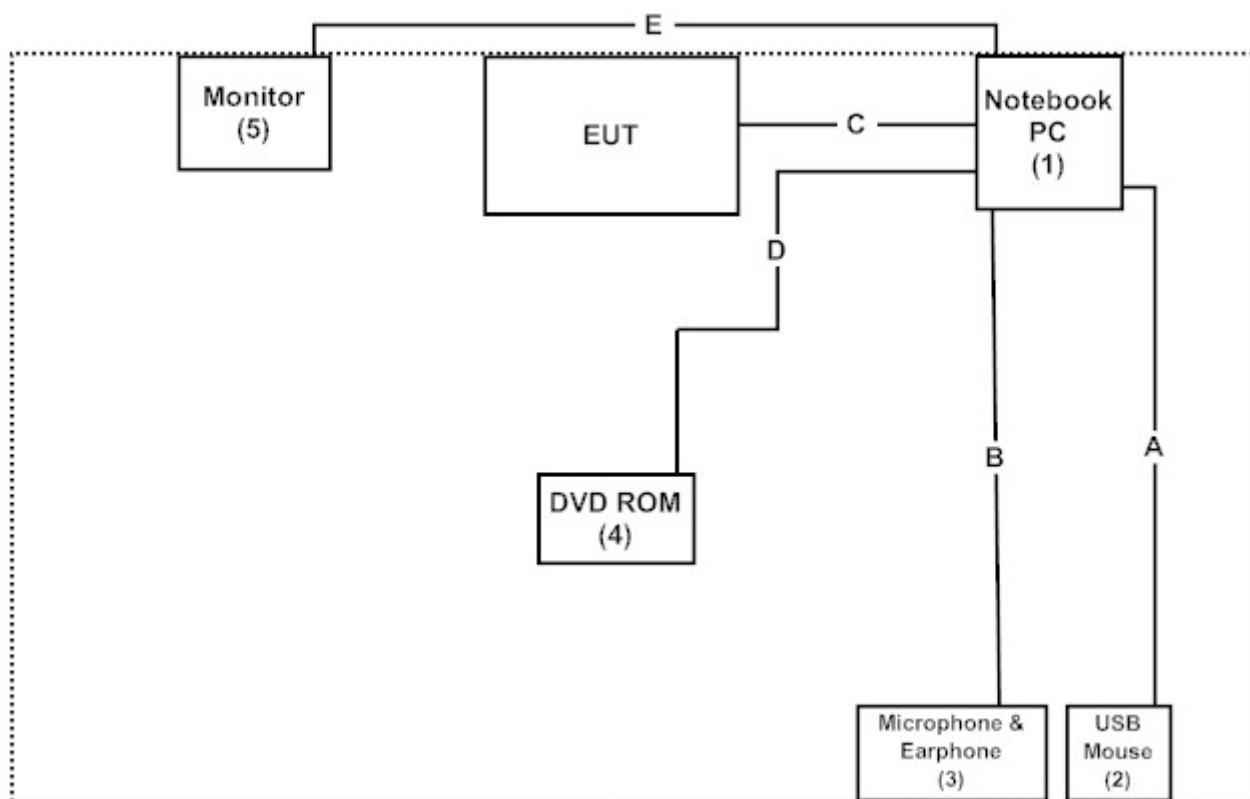 E
Monitor
(5)
EUT
C
Notebook
PC
(1)
D
B
A
DVD ROM
(4)
Microphone &
Earphone
(3)
USB
Mouse
(2)